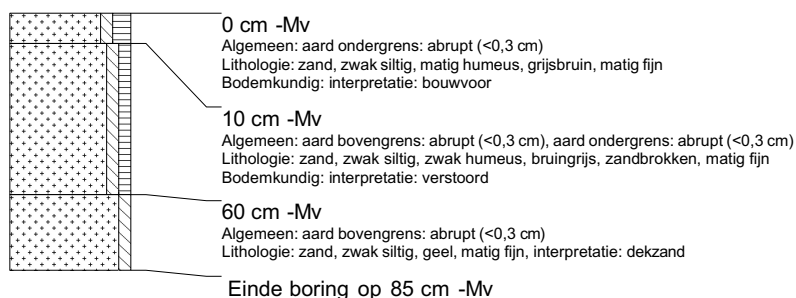 0 cm -Mv
Algemeen: aard ondergrens: abrupt (<0,3 cm)
Lithologie: zand, zwak siltig, matig humeus, grijsbruin, matig fijn
Bodemkundig: interpretatie: bouwvoor
10 cm -Mv
Algemeen: aard bovengrens: abrupt (<0,3 cm), aard ondergrens: abrupt (<0,3 cm)
Lithologie: zand, zwak siltig, zwak humeus, bruingrijs, zandbrokken, matig fijn
Bodemkundig: interpretatie: verstoord
60 cm -Mv
Algemeen: aard bovengrens: abrupt (<0,3 cm)
Lithologie: zand, zwak siltig, geel, matig fijn, interpretatie: dekzand
Einde boring op 85 cm -Mv